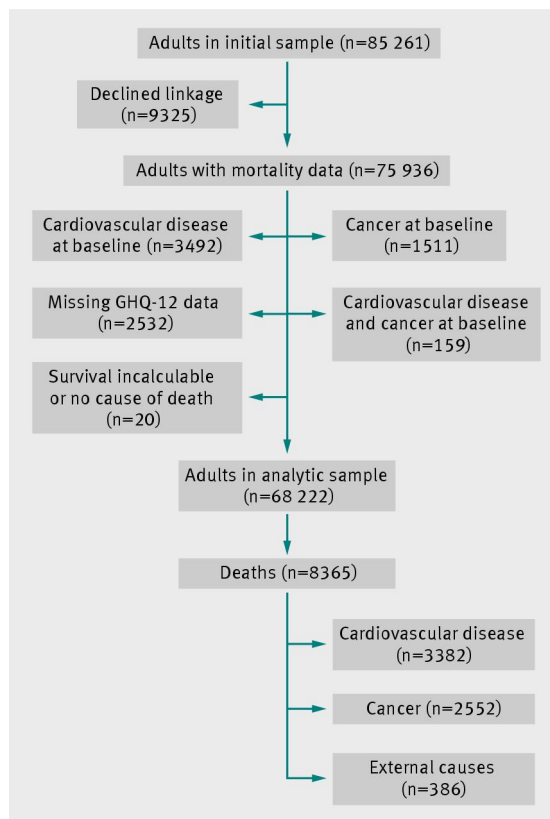 Adults in initial sample (n=85 261)
Declined linkage
(n=9325)
Adults with mortality data (n=75 936)
Cardiovascular disease
at baseline (n=3492)
Cancer at baseline
(n=1511)
Missing GHQ-12 data
(n=2532)
Cardiovascular disease
and cancer at baseline
(n=159)
Survival incalculable
or no cause of death
(n=20)
Adults in analytic sample
(n=68 222)
Deaths (n=8365)
Cardiovascular disease
(n=3382)
Cancer (n=2552)
External causes
(n=386)